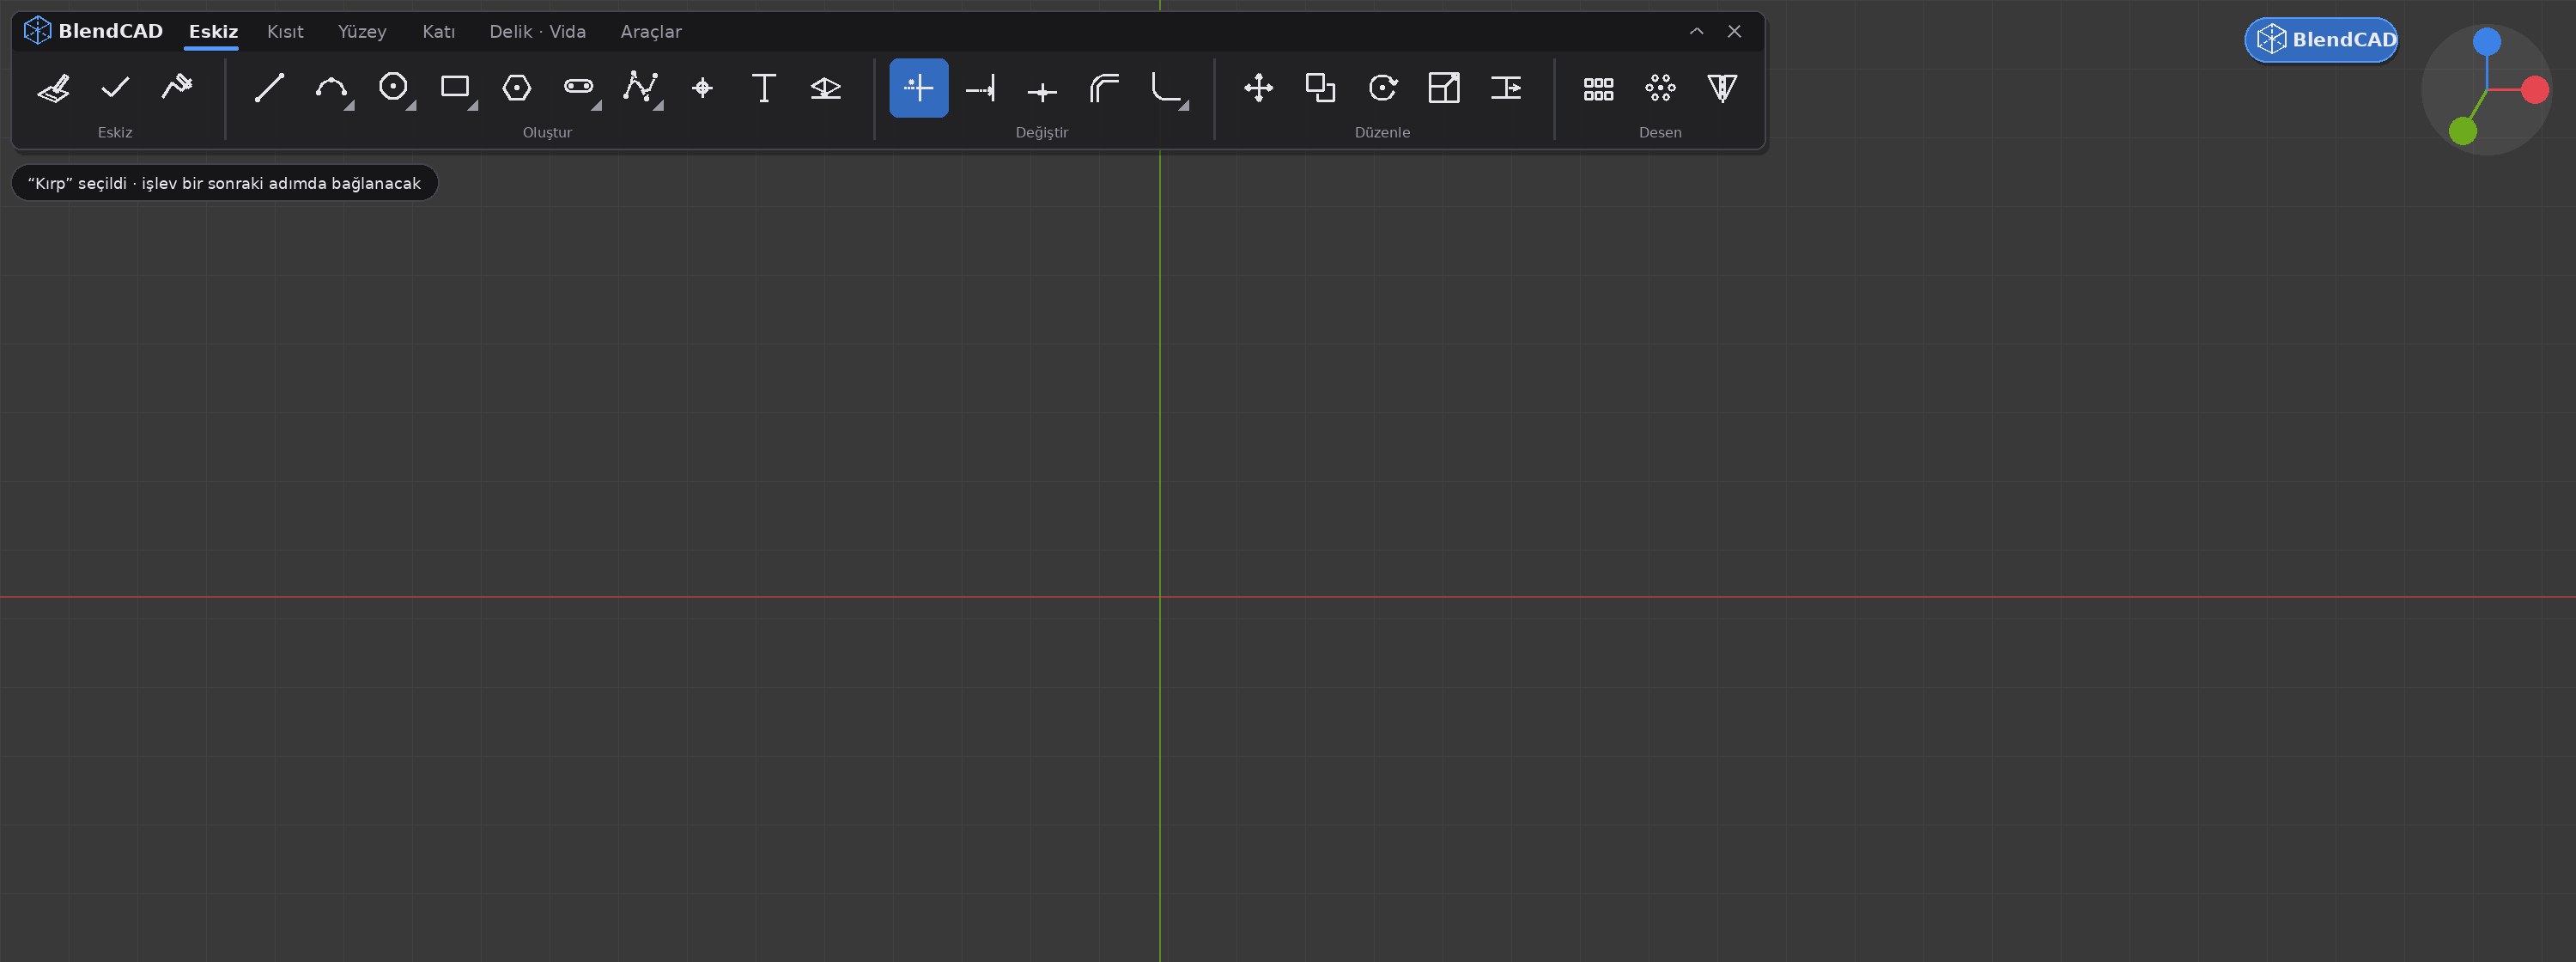 BlendCAD Eskiz Kısıt Yüzey Katı Delik · Vida Araçlar
BlendCAD
Eskiz Oluştur Değiştir Düzenle Desen
“Kırp” seçildi · işlev bir sonraki adımda bağlanacak